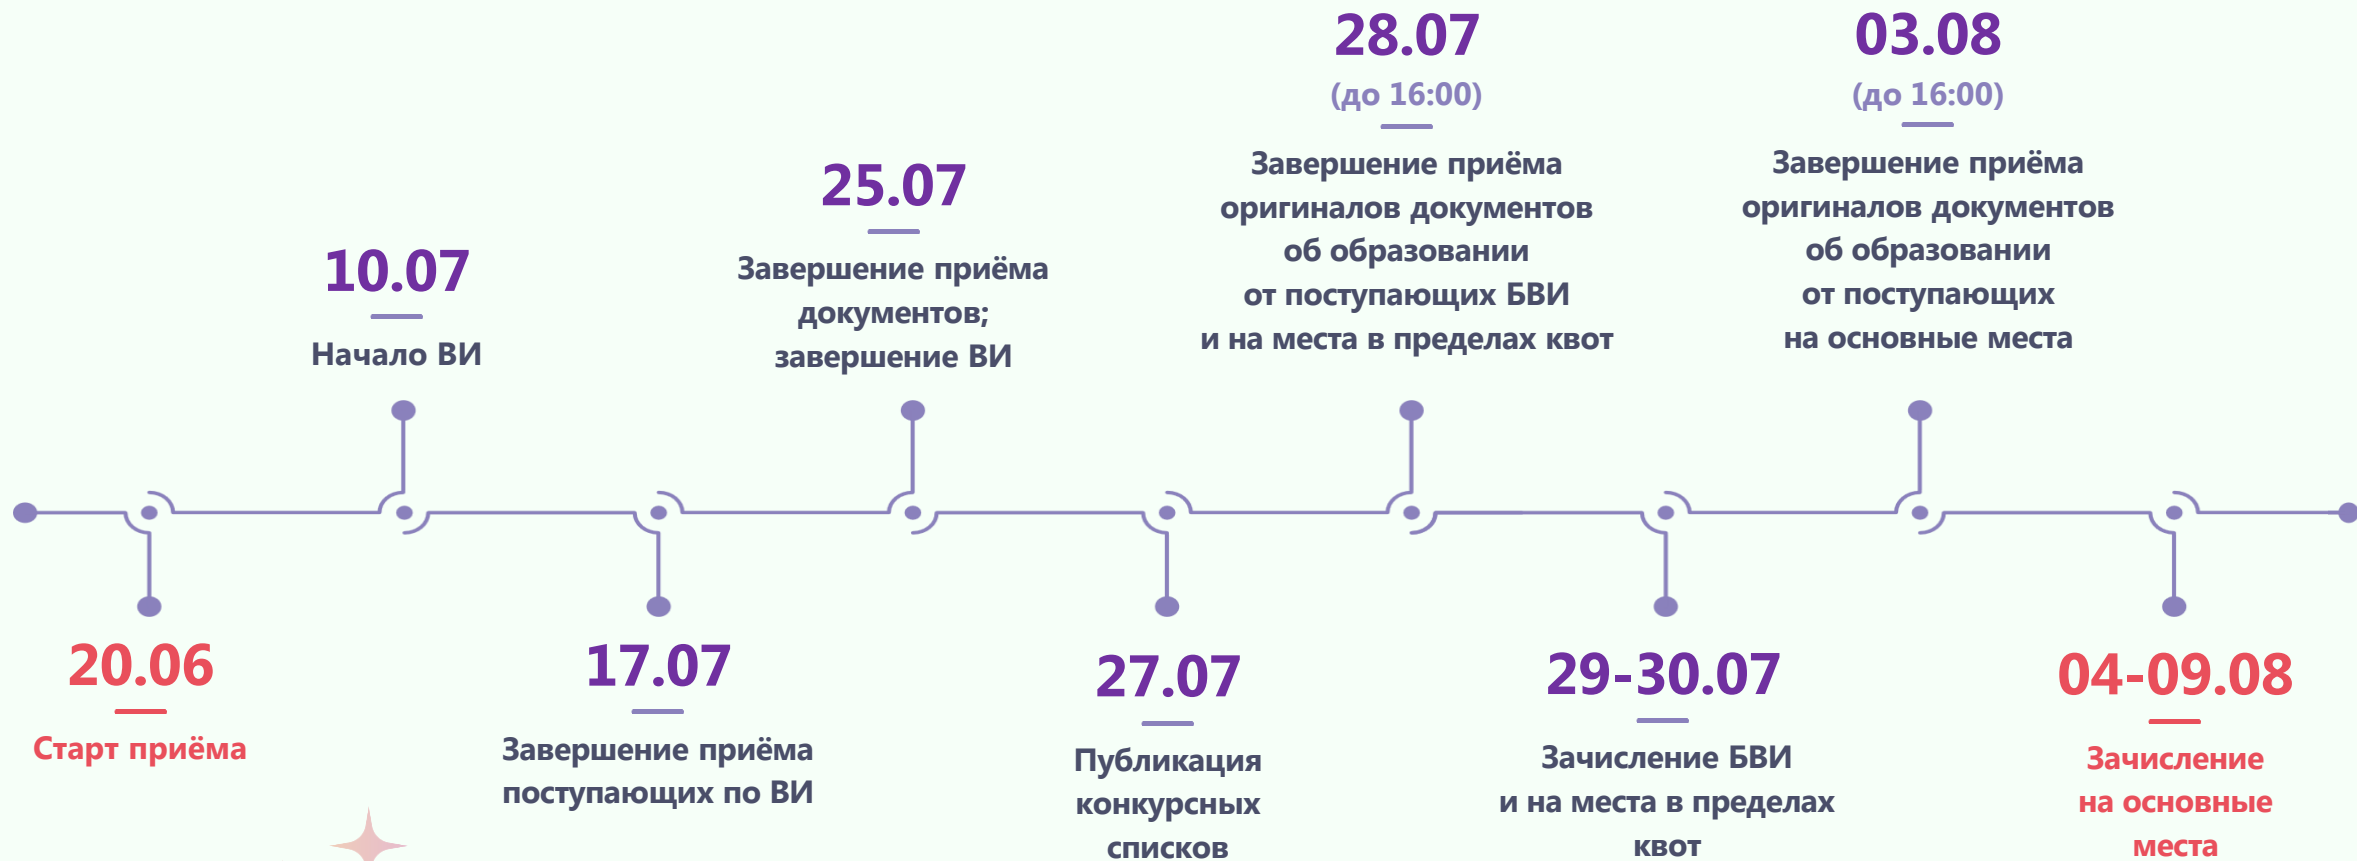 20.06
Старт приёма
10.07
Начало ВИ
17.07
Завершение приёма
поступающих по ВИ
25.07
Завершение приёма
документов;
завершение ВИ
27.07
Публикация
конкурсных
списков
28.07
(до 16:00)
Завершение приёма
оригиналов документов
об образовании
от поступающих БВИ
и на места в пределах квот
29-30.07
Зачисление БВИ
и на места в пределах
квот
03.08
(до 16:00)
Завершение приёма
оригиналов документов
об образовании
от поступающих
на основные места
04-09.08
Зачисление
на основные
места